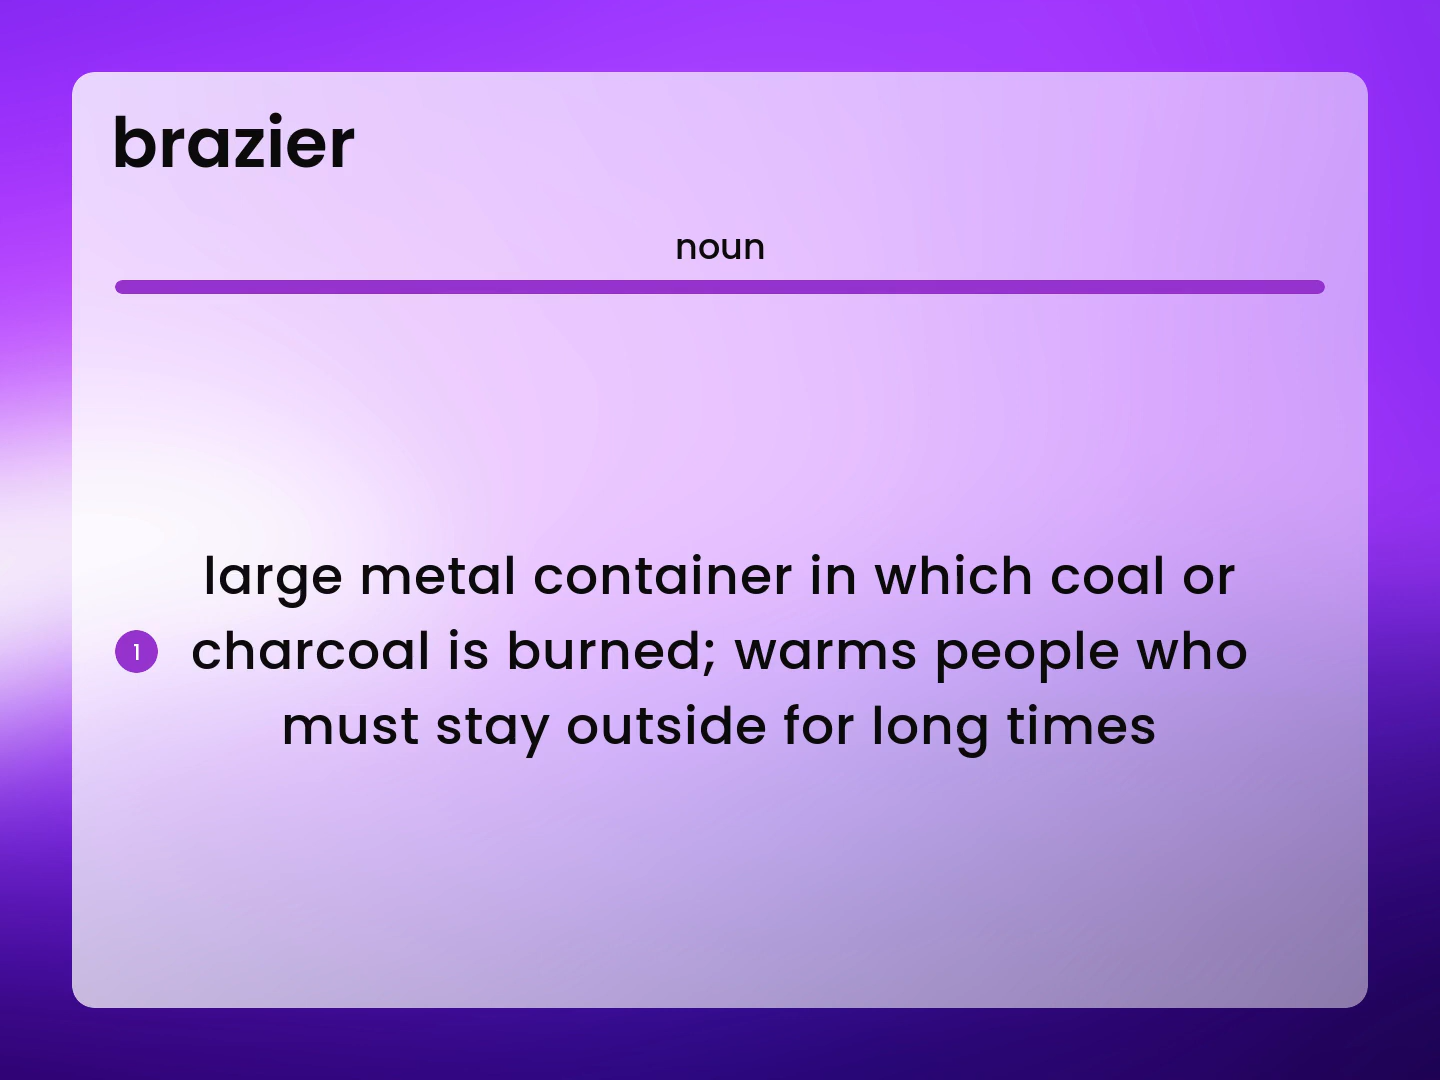 brazier
noun
large metal container in which coal or
1 charcoal is burned; warms people who
must stay outside for long times